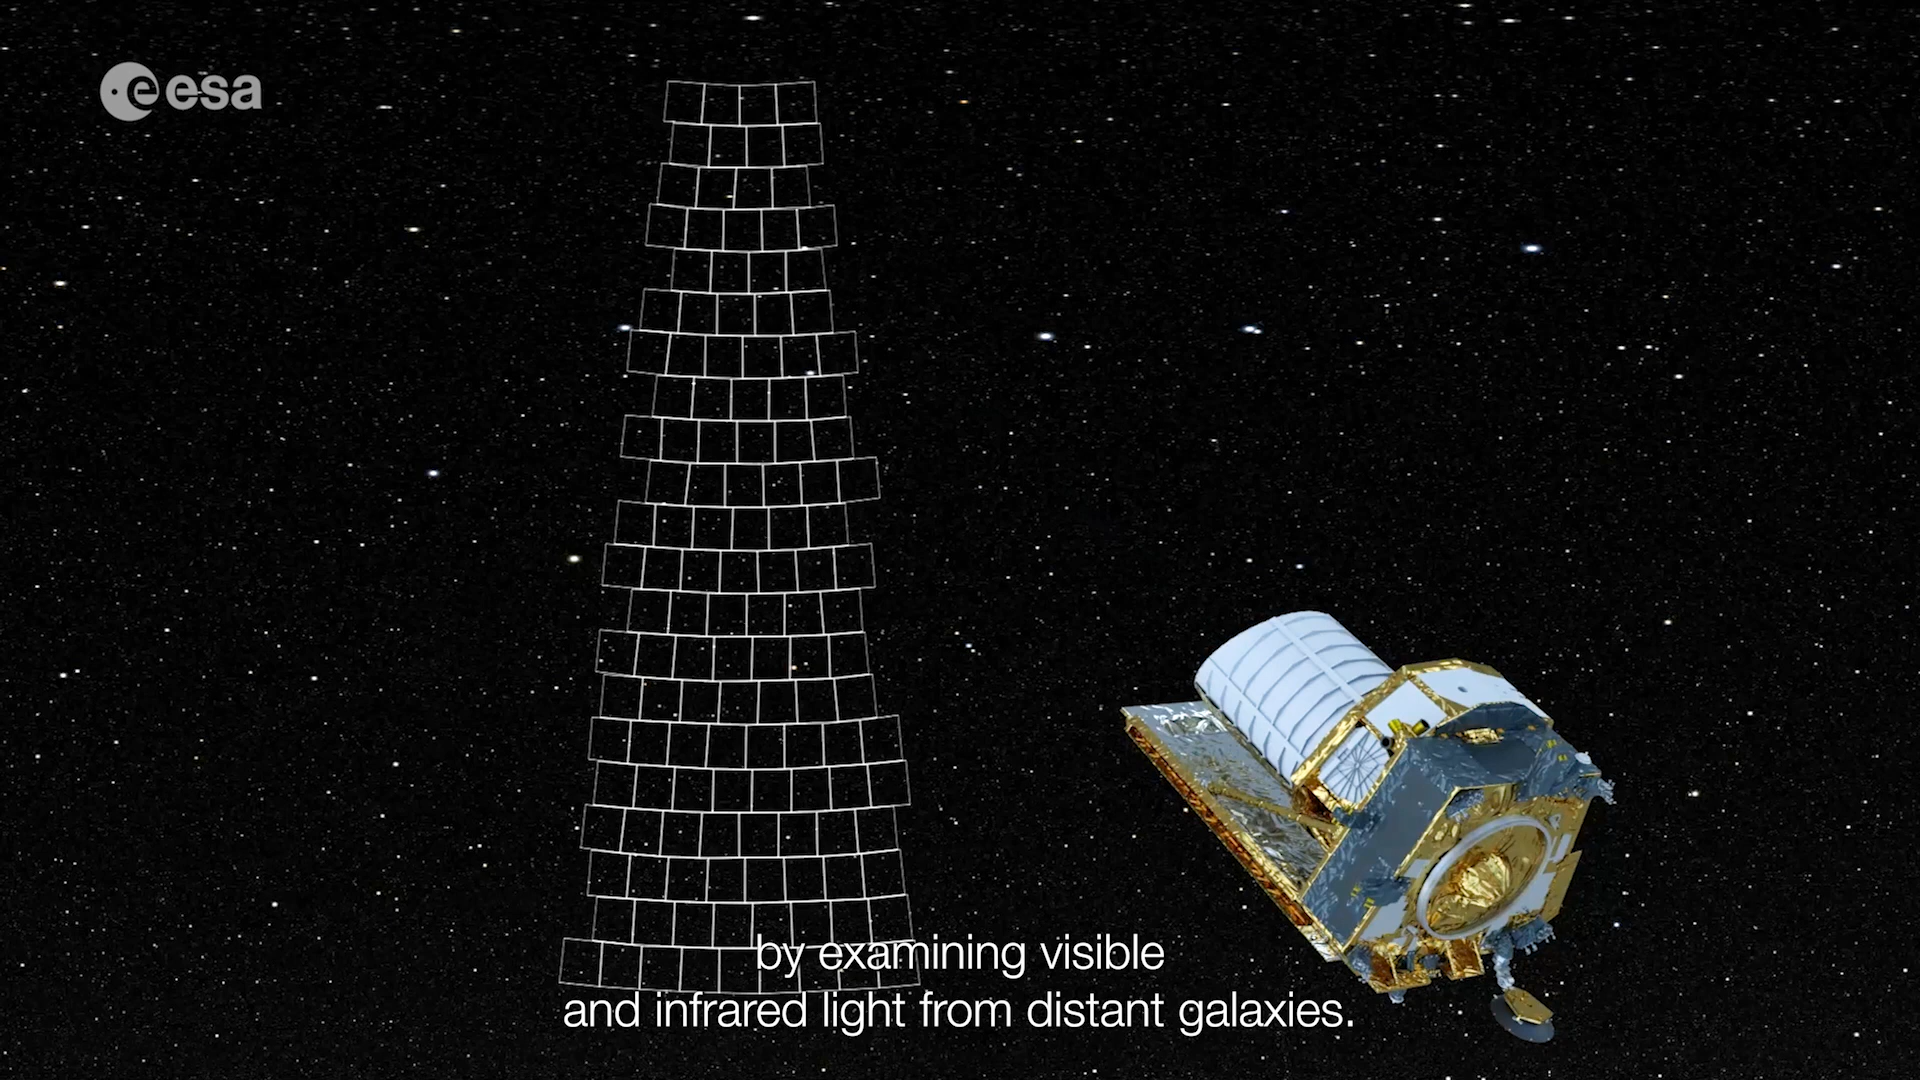 esa
by examining visible
and infrared light from distant galaxies.